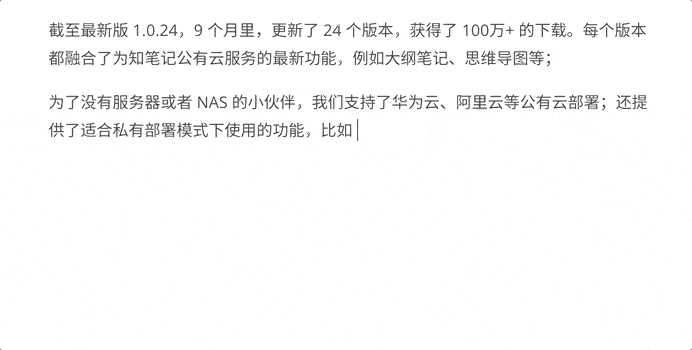 截至最新版 1.0.24，9 个月里，更新了 24 个版本，获得了 100万+ 的下载。每个版本
都融合了为知笔记公有云服务的最新功能，例如大纲笔记、思维导图等；
为了没有服务器或者 NAS 的小伙伴，我们支持了华为云、阿里云等公有云部署；还提
供了适合私有部署模式下使用的功能，比如